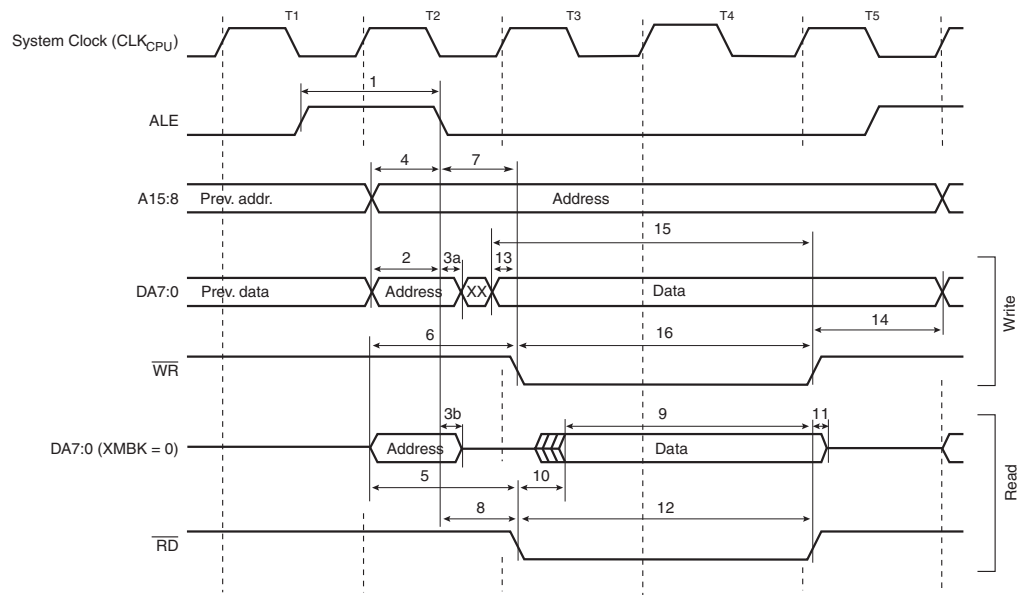 T1 T2 T3 T4 T5
System Clock (CLKCPU)
1
ALE
4 7
A15:8 Prev. addr. Address
15
2 3a 13
DA7:0 Prev. data Address XX Data
14
6 16
WR
Write
3b 9 11
DA7:0 (XMBK = 0) Address Data
5 10
8 12
RD
Read